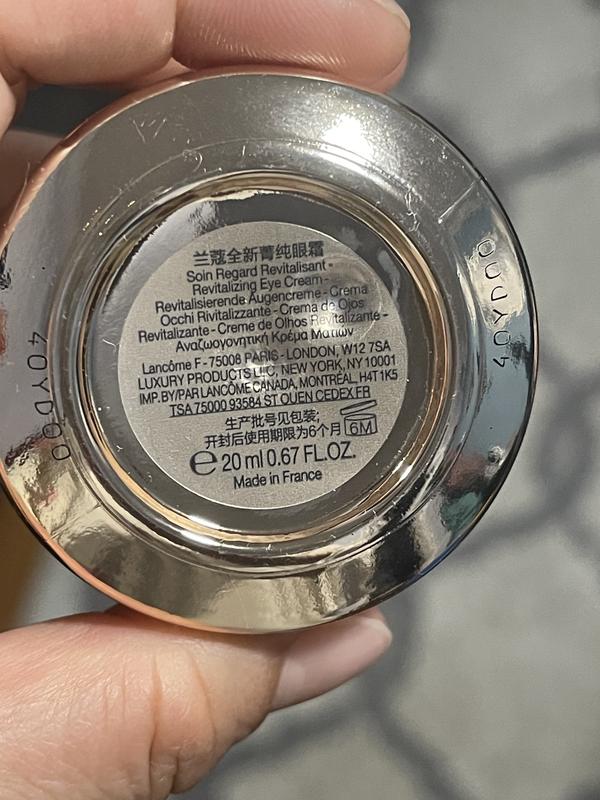 兰蔻全新菁纯眼霜
Soin Regard Revitalisant -
Revitalizing Eye Cream -
Revitalisierende Augencreme - Crema
Occhi Rivitalizzante - Crema de Ojos
Revitalizante - Creme de Olhos Revitalizante -
Αναζωογονητική Κρέμα Ματιών
Lancôme F - 75008 PARIS - LONDON, W12 7SA
LUXURY PRODUCTS LLC, NEW YORK, NY 10001
IMP. BY/PAR LANCÔME CANADA, MONTRÉAL, H4T 1K5
TSA 75000 93584 ST OUEN CEDEX FR
生产批号见包装;
开封后使用期限为6个月 6M
℮ 20 ml 0.67 FL.OZ.
Made in France
40YD00
40YD00